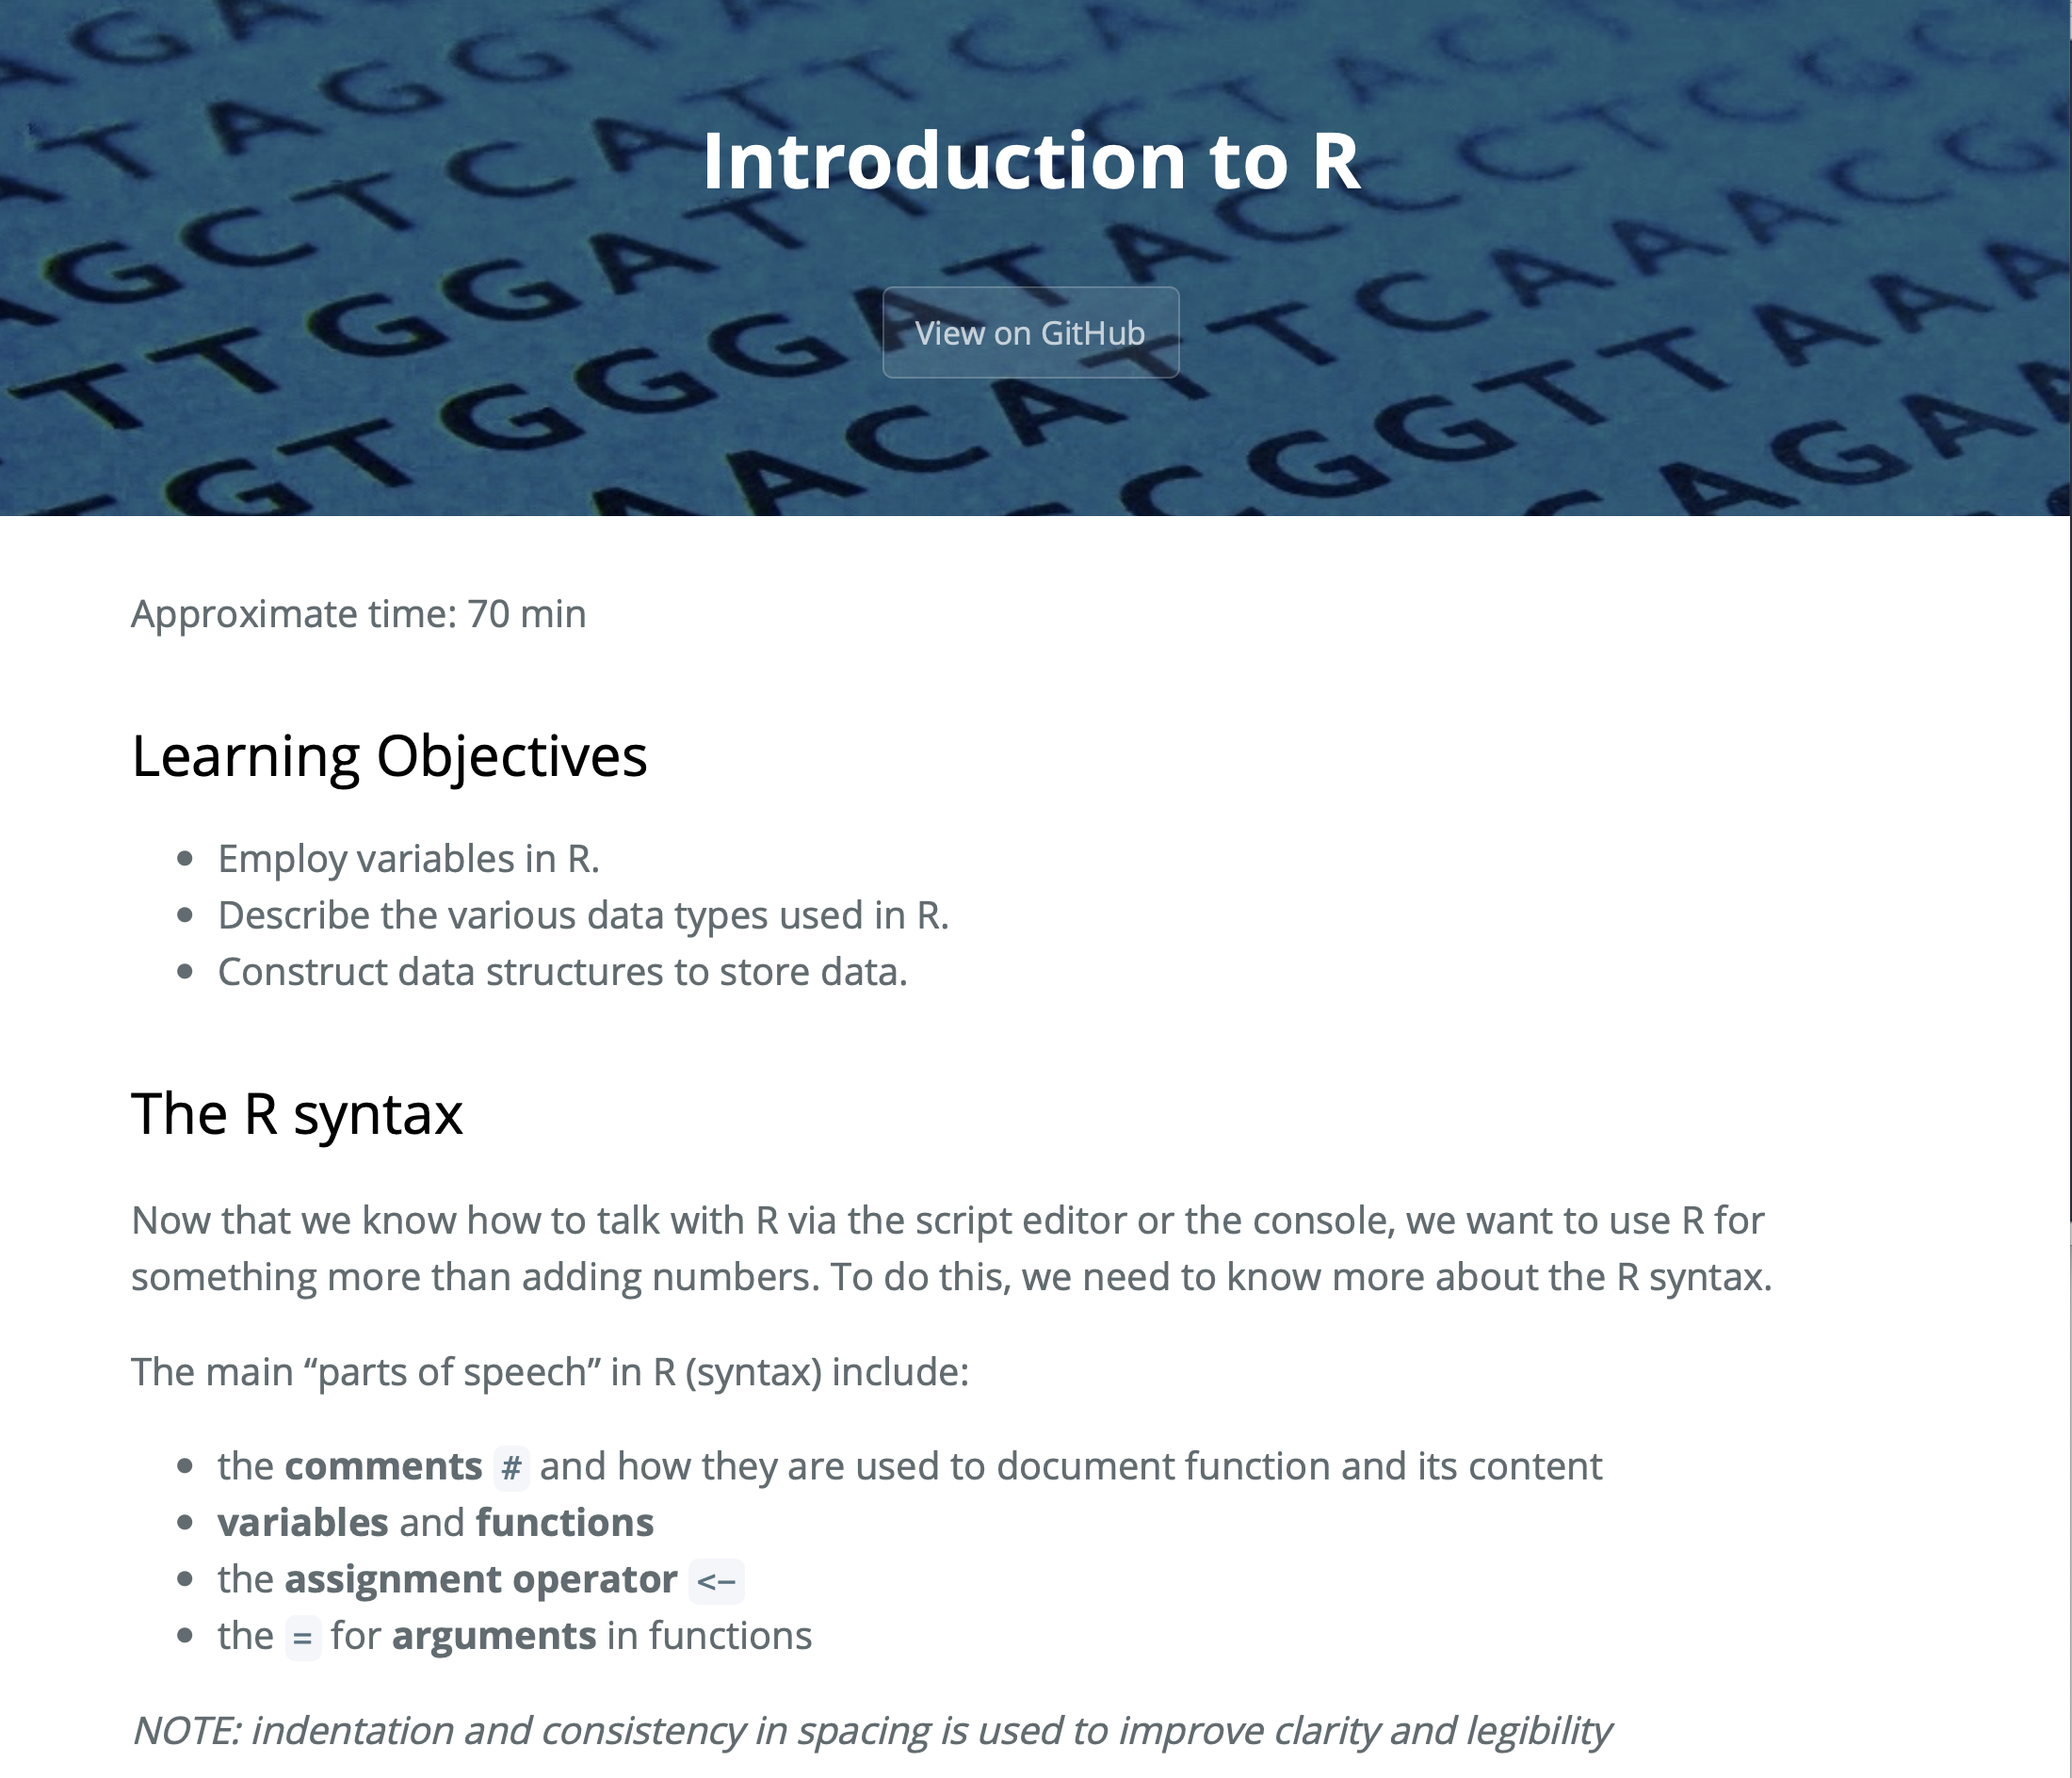 Introduction to R
View on GitHub
Approximate time: 70 min
Learning Objectives
Employ variables in R.
Describe the various data types used in R.
Construct data structures to store data.
The R syntax
Now that we know how to talk with R via the script editor or the console, we want to use R for
something more than adding numbers. To do this, we need to know more about the R syntax.
The main “parts of speech” in R (syntax) include:
the comments # and how they are used to document function and its content
variables and functions
the assignment operator <-
the = for arguments in functions
NOTE: indentation and consistency in spacing is used to improve clarity and legibility